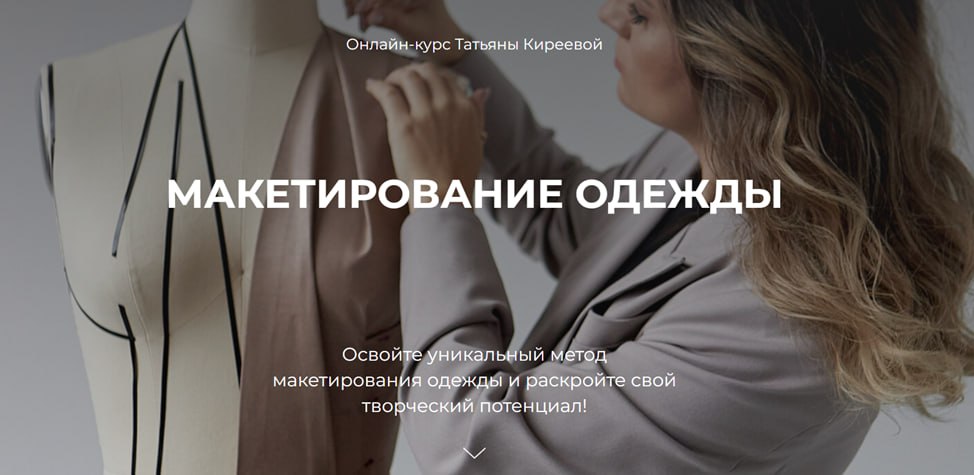 Онлайн-курс Татьяны Киреевой
МАКЕТИРОВАНИЕ ОДЕЖДЫ
Освойте уникальный метод
макетирования одежды и раскройте свой
творческий потенциал!